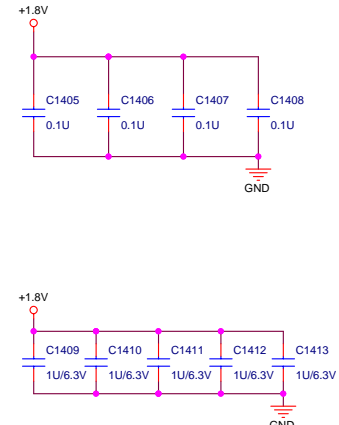 +1.8V
C1405 C1406 C1407 C1408
0.1U 0.1U 0.1U 0.1U
GND
+1.8V
C1409 C1410 C1411 C1412 C1413
1U/6.3V 1U/6.3V 1U/6.3V 1U/6.3V 1U/6.3V
GND